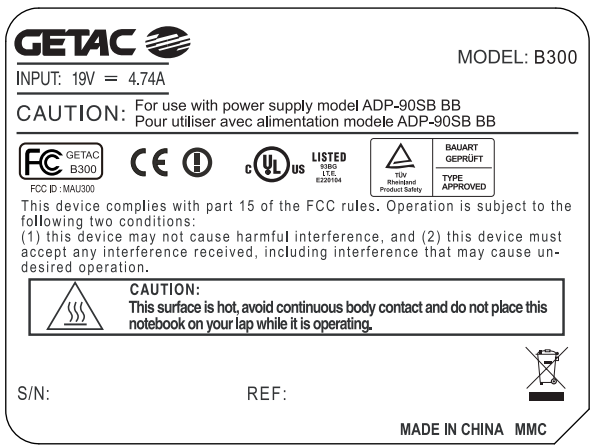 GETAC
MODEL: B300
INPUT: 19V = 4.74A
CAUTION: For use with power supply model ADP-90SB BB
Pour utiliser avec alimentation modele ADP-90SB BB
FC GETAC
B300
FCC ID : MAU300
CE
C UL US LISTED
93BG
I.T.E.
E220104
TÜV
Rheinland
Product Safety
BAUART
GEPRÜFT
TYPE
APPROVED
This device complies with part 15 of the FCC rules. Operation is subject to the
following two conditions:
(1) this device may not cause harmful interference, and (2) this device must
accept any interference received, including interference that may cause un-
desired operation.
CAUTION:
This surface is hot, avoid continuous body contact and do not place this
notebook on your lap while it is operating.
S/N:
REF:
MADE IN CHINA MMC